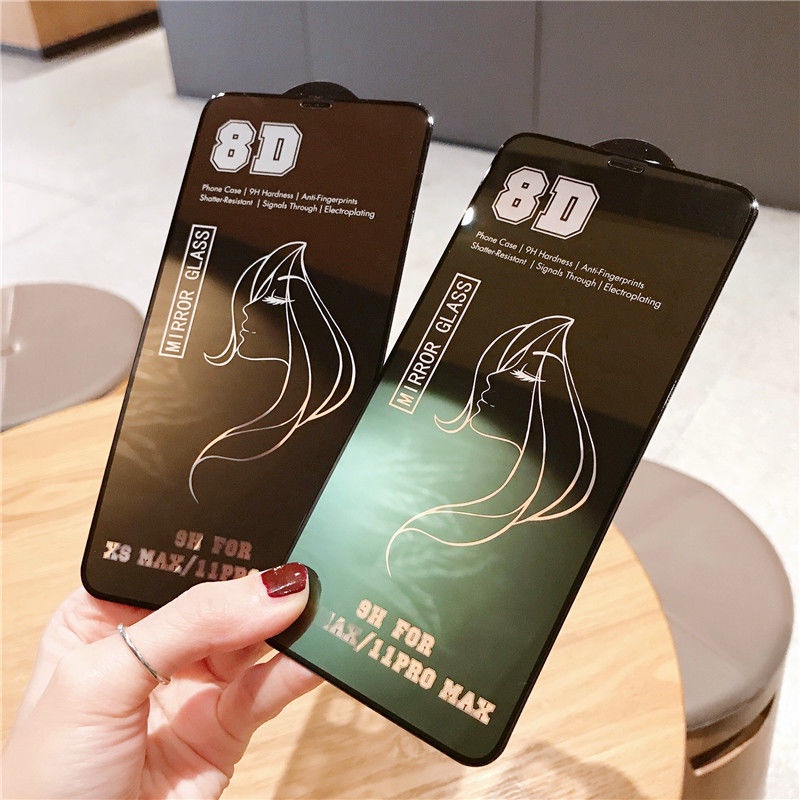 8D
Phone Case | 9H Hardness | Anti-Fingerprints
Shatter-Resistant | Signals Through | Electroplating
MIRROR GLASS
9H FOR
XS MAX/11PRO
8D
Phone Case | 9H Hardness | Anti-Fingerprints
Shatter-Resistant | Signals Through | Electroplating
MIRROR GLASS
9H FOR
MAX/11PRO MAX